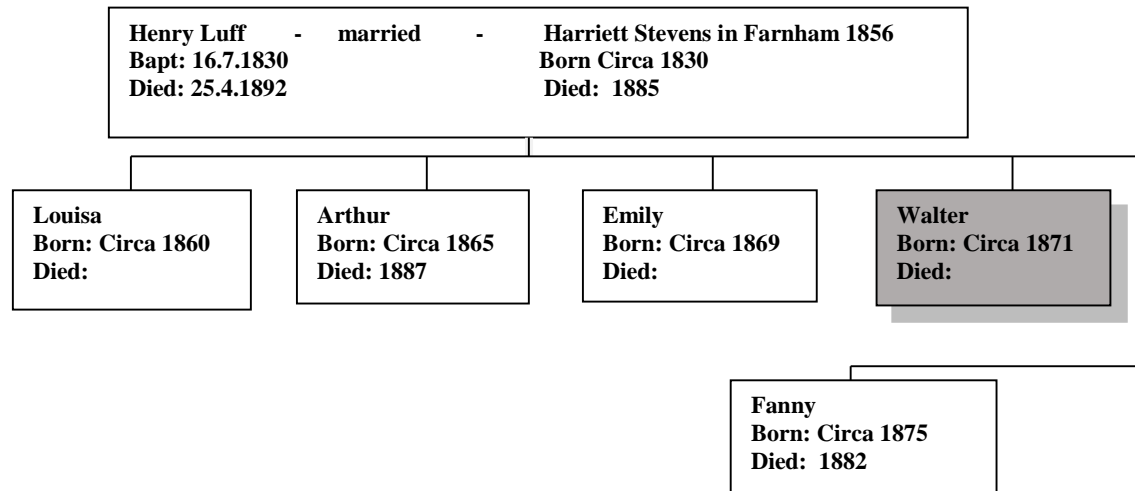 Henry Luff - married - Harriett Stevens in Farnham 1856
Bapt: 16.7.1830 Born Circa 1830
Died: 25.4.1892 Died: 1885
Louisa
Born: Circa 1860
Died:
Arthur
Born: Circa 1865
Died: 1887
Emily
Born: Circa 1869
Died:
Walter
Born: Circa 1871
Died:
Fanny
Born: Circa 1875
Died: 1882